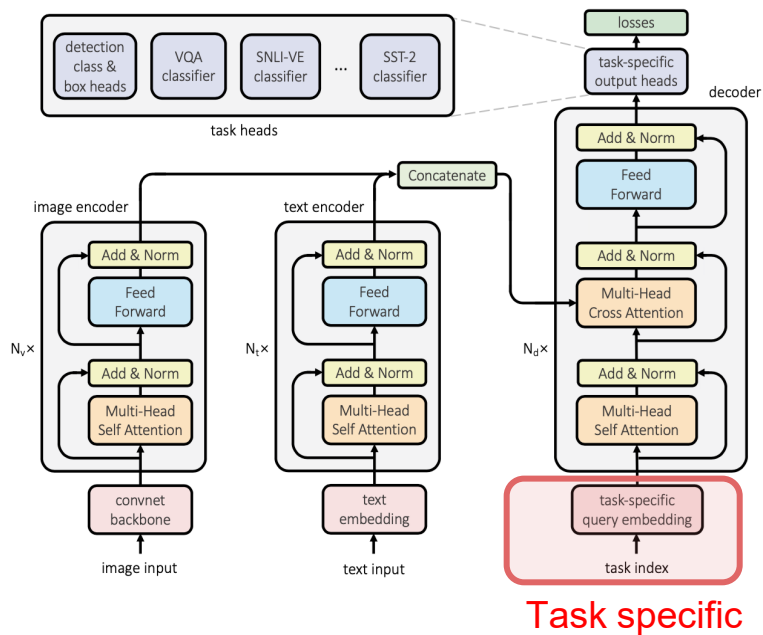 losses
detection
class &
box heads
VQA
classifier
SNLI-VE
classifier
...
SST-2
classifier
task-specific
output heads
task heads
decoder
Add & Norm
Feed
Forward
Concatenate
image encoder
text encoder
Add & Norm
Feed
Forward
Add & Norm
Feed
Forward
Add & Norm
Multi-Head
Cross Attention
Nv×
Nt×
Nd×
Add & Norm
Multi-Head
Self Attention
Add & Norm
Multi-Head
Self Attention
Add & Norm
Multi-Head
Self Attention
convnet
backbone
text
embedding
task-specific
query embedding
image input
text input
task index
Task specific